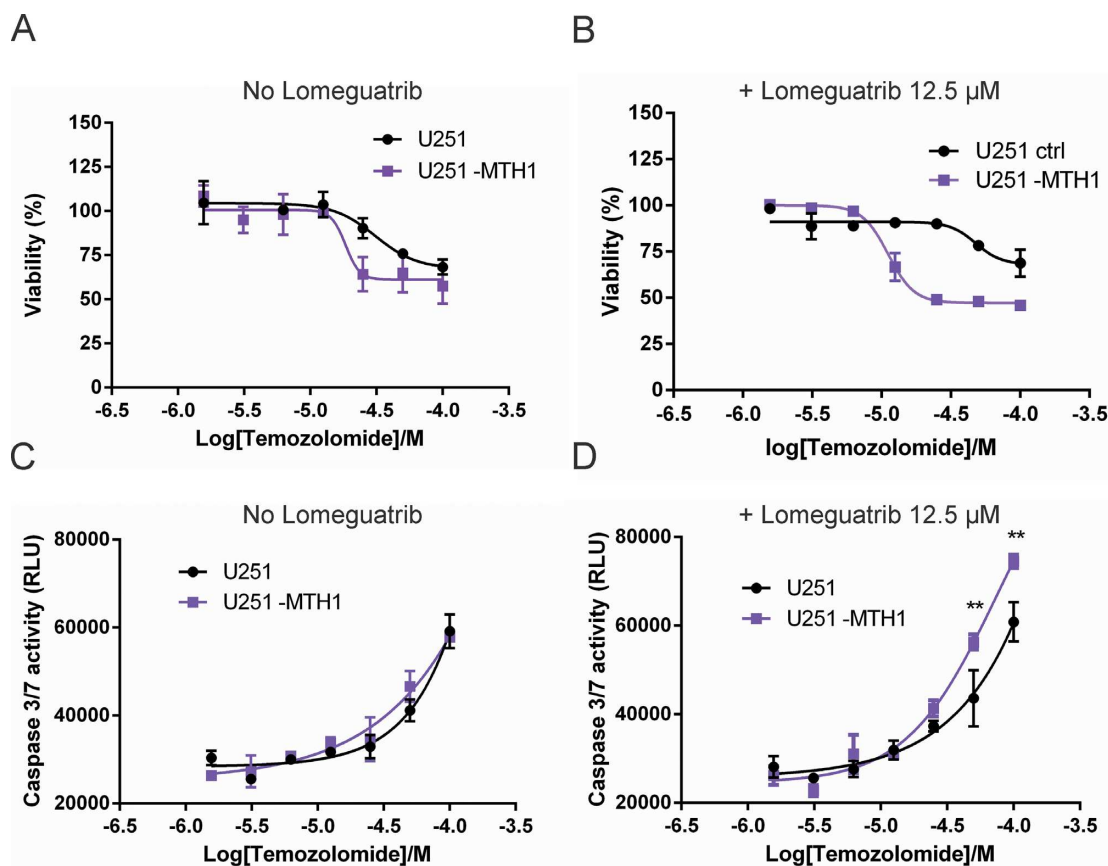 A
No Lomeguatrib
U251
U251 -MTH1
Viability (%)
150
125
100
75
50
25
0
-6.5 -6.0 -5.5 -5.0 -4.5 -4.0 -3.5
Log[Temozolomide]/M
B
+ Lomeguatrib 12.5 µM
U251 ctrl
U251 -MTH1
Viability (%)
150
125
100
75
50
25
0
-6.5 -6.0 -5.5 -5.0 -4.5 -4.0 -3.5
log[Temozolomide]/M
C
No Lomeguatrib
U251
U251 -MTH1
Caspase 3/7 activity (RLU)
80000
60000
40000
20000
-6.5 -6.0 -5.5 -5.0 -4.5 -4.0 -3.5
Log[Temozolomide]/M
D
+ Lomeguatrib 12.5 µM
U251
U251 -MTH1
**
**
Caspase 3/7 activity (RLU)
80000
60000
40000
20000
-6.5 -6.0 -5.5 -5.0 -4.5 -4.0 -3.5
Log[Temozolomide]/M